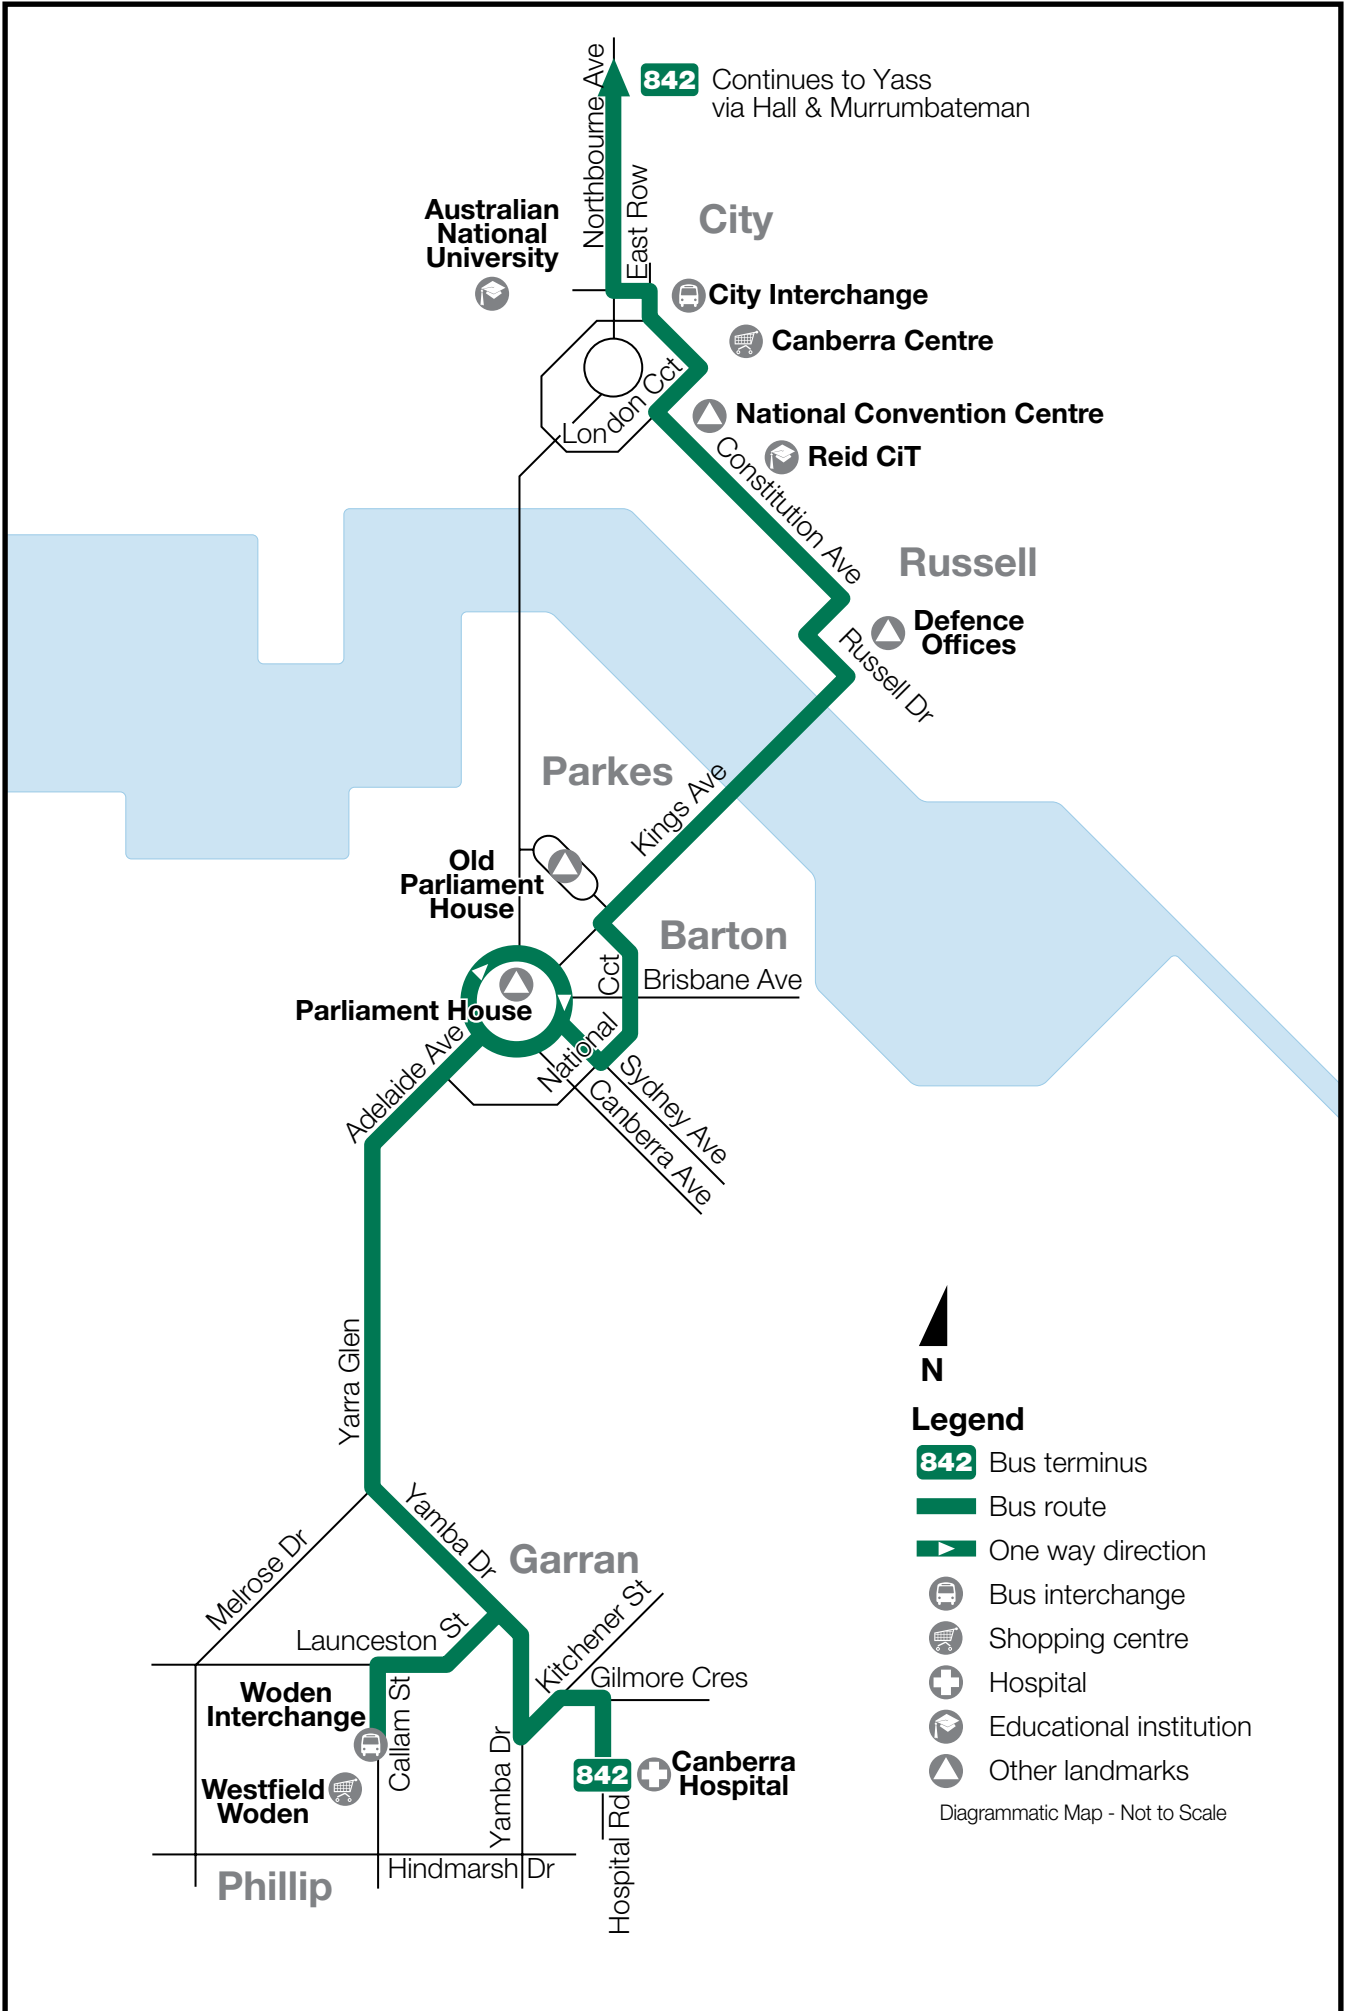 Northbourne Ave
842
Continues to Yass
via Hall & Murrumbateman
East Row
City
Australian
National
University
City Interchange
Canberra Centre
London Cct
National Convention Centre
Reid CiT
Constitution Ave
Russell
Defence
Offices
Russell Dr
Parkes
Kings Ave
Old
Parliament
House
Barton
Cct
Brisbane Ave
Parliament House
National
Adelaide Ave
Sydney Ave
Canberra Ave
Yarra Glen
Yamba Dr
Melrose Dr
Garran
Launceston St
Kitchener St
Gilmore Cres
Woden
Interchange
Callam St
Yamba Dr
842
Canberra
Hospital
Westfield
Woden
Hospital Rd
Hindmarsh Dr
Phillip
N
Legend
842
Bus terminus
Bus route
One way direction
Bus interchange
Shopping centre
Hospital
Educational institution
Other landmarks
Diagrammatic Map - Not to Scale